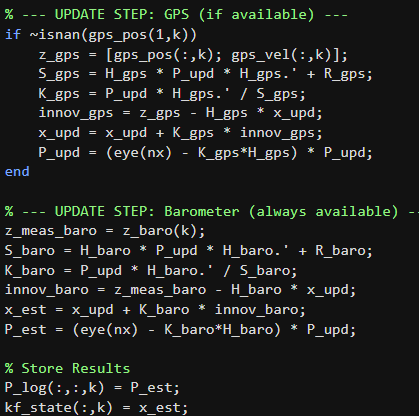 % --- UPDATE STEP: GPS (if available) ---
if ~isnan(gps_pos(1,k))
    z_gps = [gps_pos(:,k); gps_vel(:,k)];
    S_gps = H_gps * P_upd * H_gps.' + R_gps;
    K_gps = P_upd * H_gps.' / S_gps;
    innov_gps = z_gps - H_gps * x_upd;
    x_upd = x_upd + K_gps * innov_gps;
    P_upd = (eye(nx) - K_gps*H_gps) * P_upd;
end
% --- UPDATE STEP: Barometer (always available) --
z_meas_baro = z_baro(k);
S_baro = H_baro * P_upd * H_baro.' + R_baro;
K_baro = P_upd * H_baro.' / S_baro;
innov_baro = z_meas_baro - H_baro * x_upd;
x_est = x_upd + K_baro * innov_baro;
P_est = (eye(nx) - K_baro*H_baro) * P_upd;
% Store Results
P_log(:,:,k) = P_est;
kf_state(:,k) = x_est;